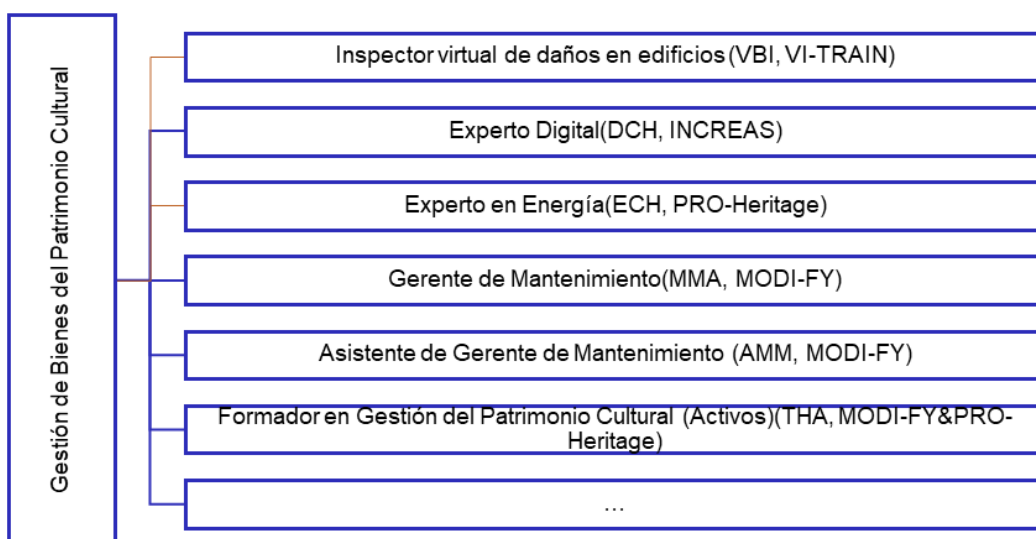 Gestión de Bienes del Patrimonio Cultural
Inspector virtual de daños en edificios(VBI, VI-TRAIN)
Experto Digital(DCH, INCREAS)
Experto en Energía(ECH, PRO-Heritage)
Gerente de Mantenimiento(MMA, MODI-FY)
Asistente de Gerente de Mantenimiento (AMM, MODI-FY)
Formador en Gestión del Patrimonio Cultural (Activos)(THA, MODI-FY&PRO-
Heritage)
...